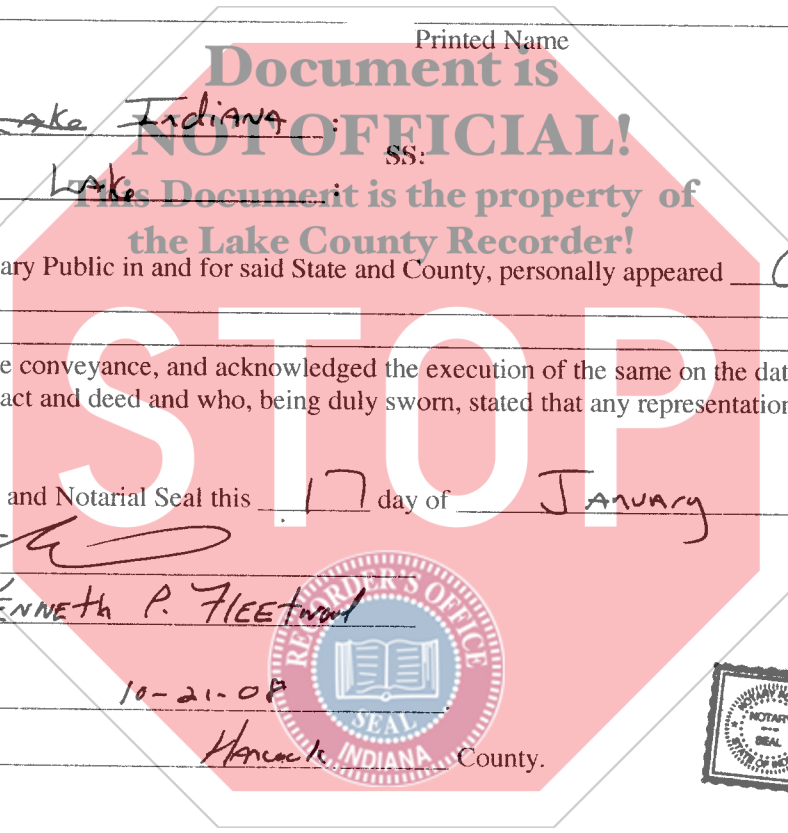 Printed Name
Document is
Lake Indiana :
NOT OFFICIAL!
SS:
Lake :
This Document is the property of
the Lake County Recorder!
ary Public in and for said State and County, personally appeared
STOP
e conveyance, and acknowledged the execution of the same on the dat
act and deed and who, being duly sworn, stated that any representation
and Notarial Seal this 17 day of January
Kenneth P. Fleetwood
RECORDER'S OFFICE
10-21-08
SEAL
INDIANA
Hancock County.
NOTARY
SEAL